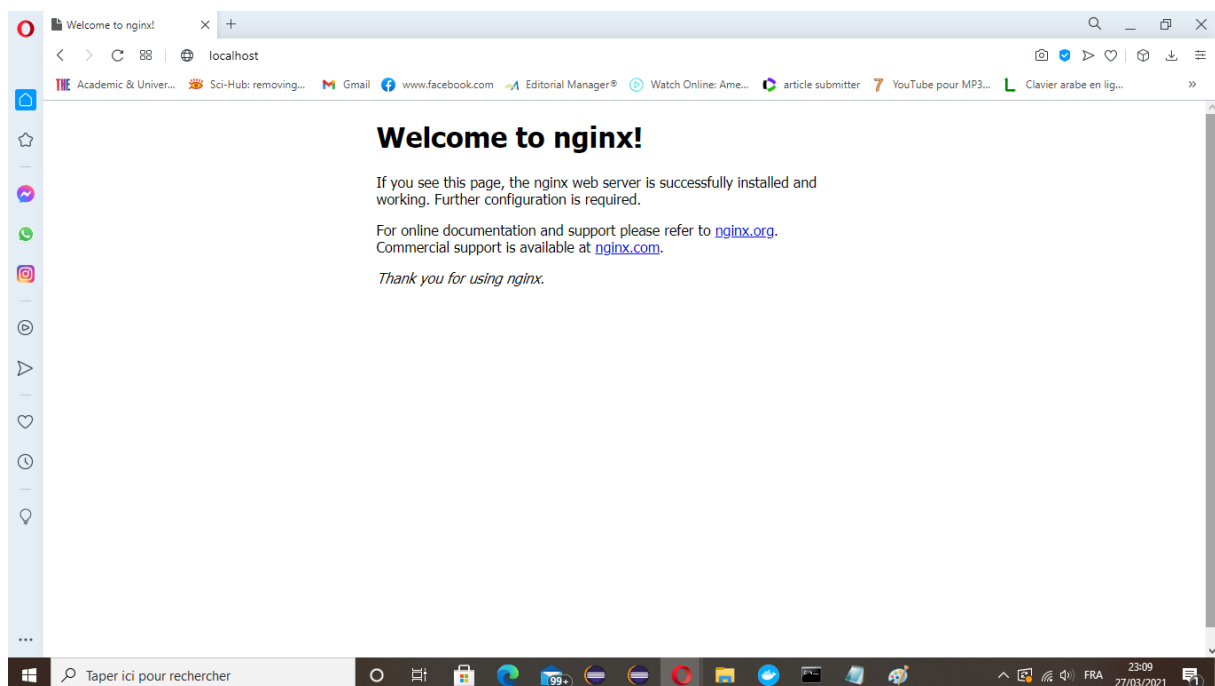 Welcome to nginx!
localhost
THE Academic & Univer... Sci-Hub: removing... Gmail www.facebook.com Editorial Manager® Watch Online: Ame... article submitter 7 YouTube pour MP3... L Clavier arabe en lig... »
Welcome to nginx!
If you see this page, the nginx web server is successfully installed and
working. Further configuration is required.
For online documentation and support please refer to nginx.org.
Commercial support is available at nginx.com.
Thank you for using nginx.
Taper ici pour rechercher
99+
FRA
23:09
27/03/2021
1